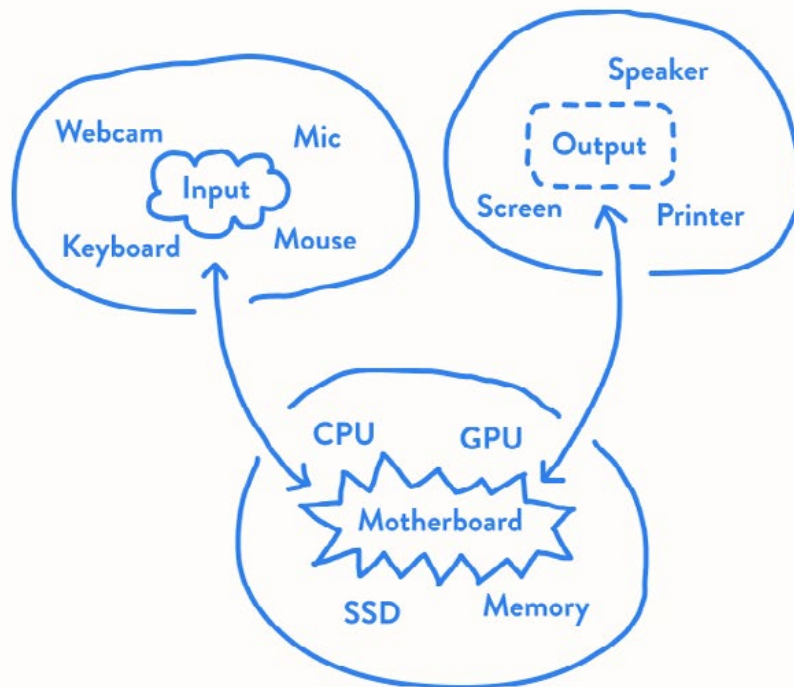 Webcam
Mic
Input
Keyboard
Mouse
Speaker
Output
Screen
Printer
CPU
GPU
Motherboard
SSD
Memory